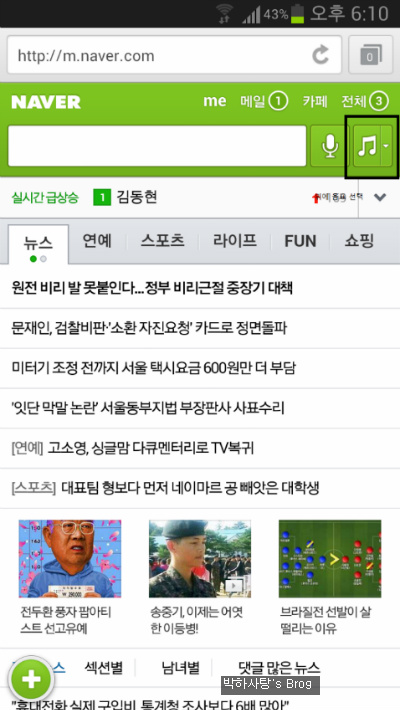 43% 오후 6:10
http://m.naver.com 0
NAVER me 메일 1 카페 전체 3
실시간 급상승 1 김동현 선택
뉴스 연예 스포츠 라이프 FUN 쇼핑
원전 비리 발 못붙인다...정부 비리근절 중장기 대책
문재인, 검찰비판·'소환 자진요청' 카드로 정면돌파
미터기 조정 전까지 서울 택시요금 600원만 더 부담
'잇단 막말 논란' 서울동부지법 부장판사 사표수리
[연예] 고소영, 싱글맘 다큐멘터리로 TV복귀
[스포츠] 대표팀 형보다 먼저 네이마르 공 빼앗은 대학생
전두환 풍자 팝아티
스트 선고유예
송중기, 이제는 어엿
한 이등병!
브라질전 선발이 살
떨리는 이유
스 섹션별 남녀별 댓글 많은 뉴스
박하사탕's Brog
"휴대전화 실제 구입비, 통계청 조사보다 6배 많아"